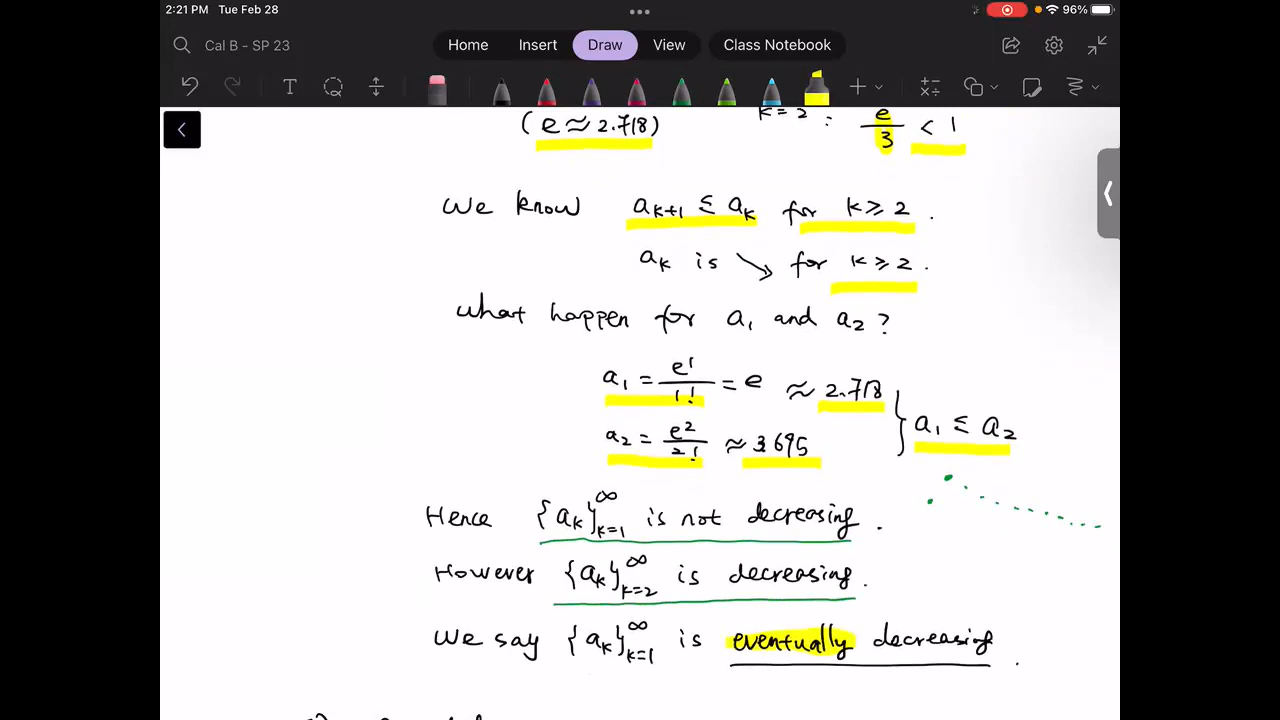 2:21 PM Tue Feb 28
96%
Cal B - SP 23
Home Insert Draw View Class Notebook
(e ≈ 2.718) k = 2 : e/3 < 1
We know a_{k+1} ≤ a_k for k ≥ 2 .
a_k is ↘ for k ≥ 2 .
What happen for a_1 and a_2 ?
a_1 = e^1/1! = e ≈ 2.718
a_2 = e^2/2! ≈ 3.695 } a_1 ≤ a_2
Hence {a_k}_{k=1}^∞ is not decreasing .
However {a_k}_{k=2}^∞ is decreasing .
We say {a_k}_{k=1}^∞ is eventually decreasing .